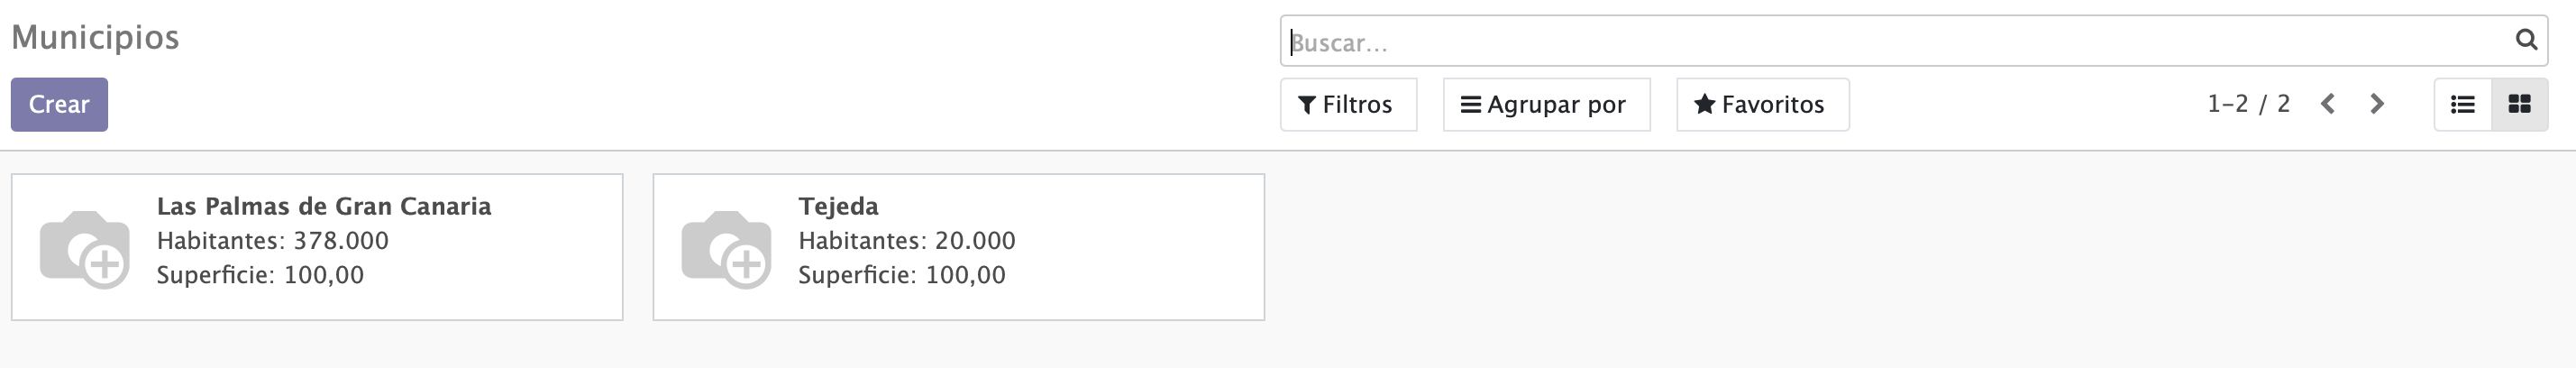 Municipios
Buscar...
Crear
Filtros
Agrupar por
Favoritos
1-2 / 2
Las Palmas de Gran Canaria
Habitantes: 378.000
Superficie: 100,00
Tejeda
Habitantes: 20.000
Superficie: 100,00